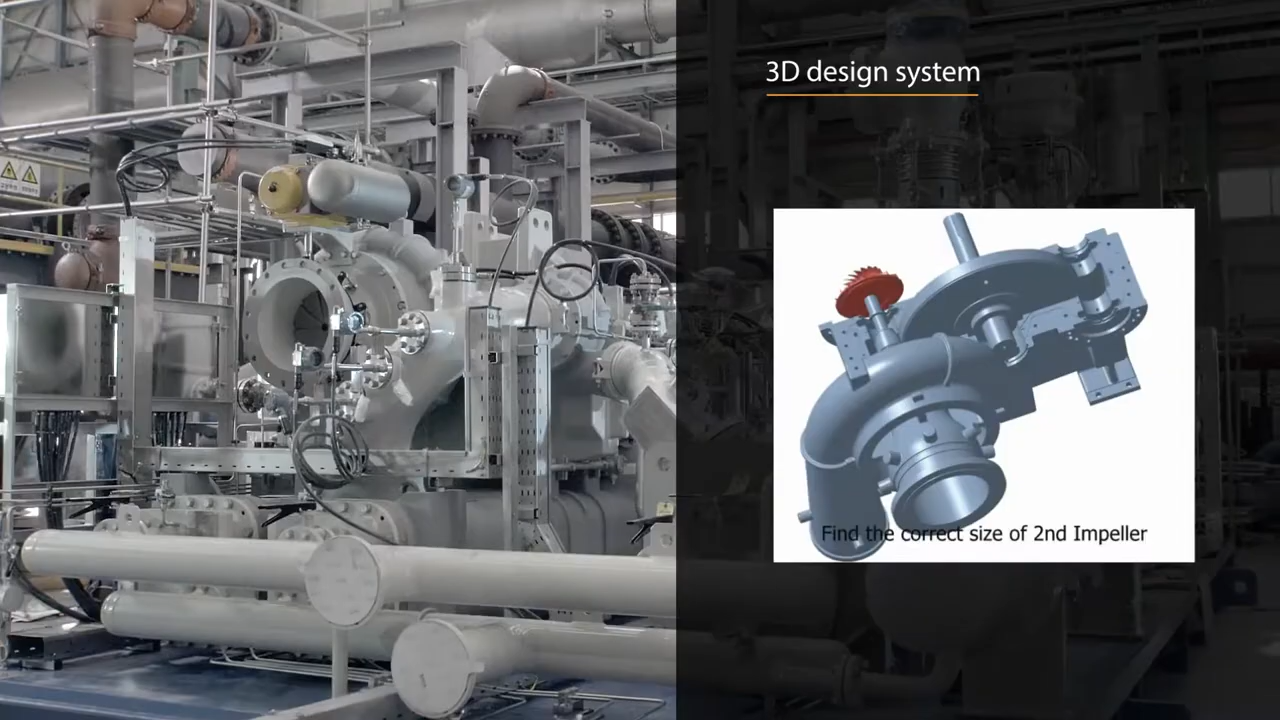 3D design system
Find the correct size of 2nd Impeller